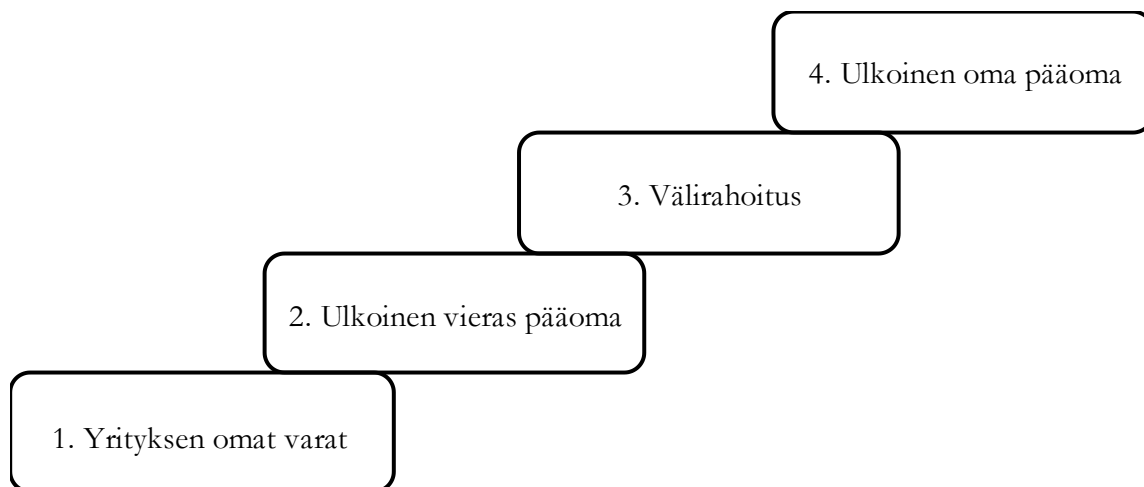 4. Ulkoinen oma pääoma
3. Välirahoitus
2. Ulkoinen vieras pääoma
1. Yrityksen omat varat